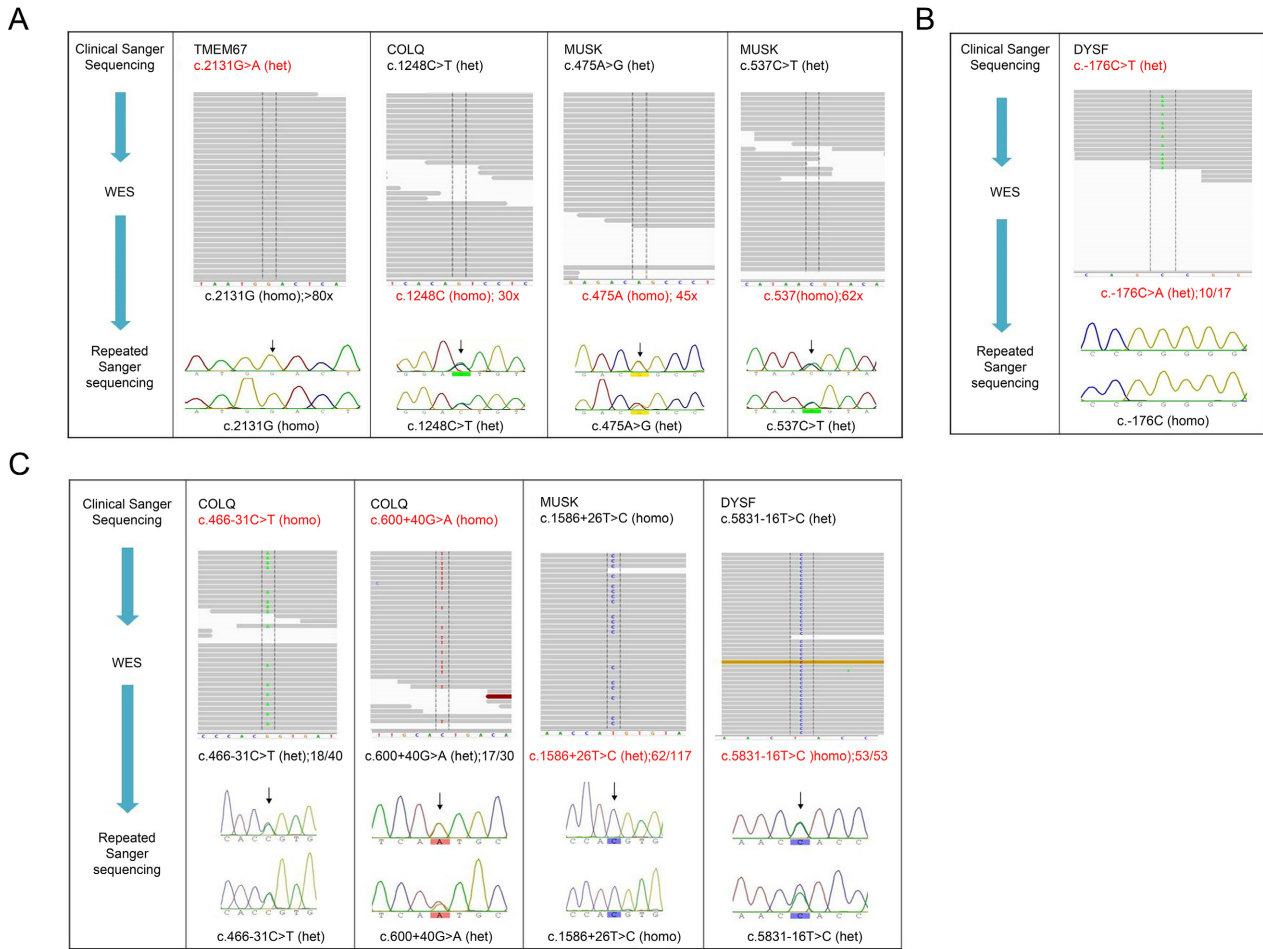 A
Clinical Sanger
Sequencing
WES
Repeated
Sanger
sequencing
TMEM67
c.2131G>A (het)
T A A T G G A C T C A
c.2131G (homo);>80x
c.2131G (homo)
COLQ
c.1248C>T (het)
T C A C A G T C C T C
c.1248C (homo); 30x
c.1248C>T (het)
MUSK
c.475A>G (het)
G A G A C A G C C C T
c.475A (homo); 45x
c.475A>G (het)
MUSK
c.537C>T (het)
C A T A A C G T A C A
c.537(homo);62x
c.537C>T (het)
B
Clinical Sanger
Sequencing
WES
Repeated
Sanger
sequencing
DYSF
c.-176C>T (het)
C A G C C G G
c.-176C>A (het);10/17
C C G G G G G
C C G G G G G
c.-176C (homo)
C
Clinical Sanger
Sequencing
WES
Repeated
Sanger
sequencing
COLQ
c.466-31C>T (homo)
C C C A C G G T G A T
c.466-31C>T (het);18/40
C A C C G T G
C A C C G T G
c.466-31C>T (het)
COLQ
c.600+40G>A (homo)
T T G C A C T G A C A
c.600+40G>A (het);17/30
T C A A T G C
T C A A T G C
c.600+40G>A (het)
MUSK
c.1586+26T>C (homo)
A A C C A T G T G T A
c.1586+26T>C (het);62/117
C C A C G T G
C C A C G T G
c.1586+26T>C (homo)
DYSF
c.5831-16T>C (het)
A A C T A C C
c.5831-16T>C )homo);53/53
A A C C A C C
A A C C A C C
c.5831-16T>C (het)